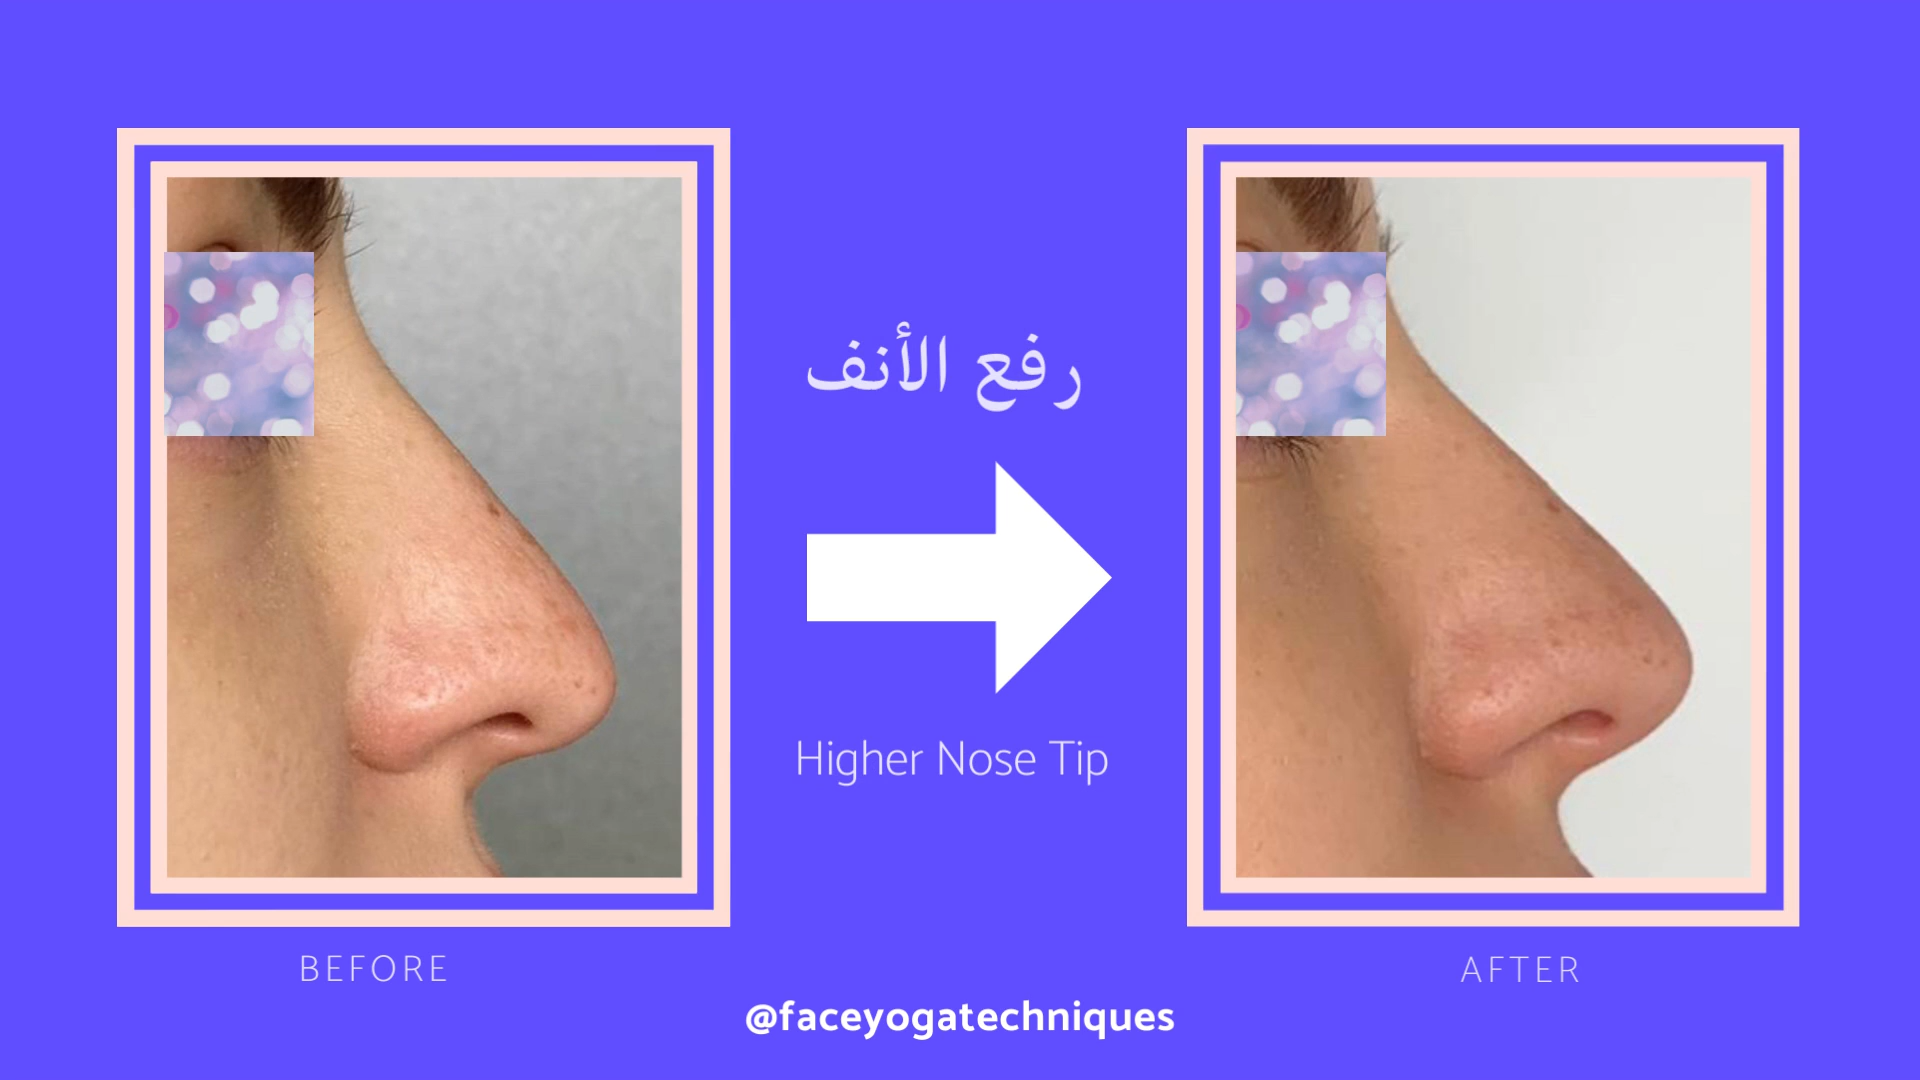 رفع الأنف
Higher Nose Tip
BEFORE
AFTER
@faceyogatechniques